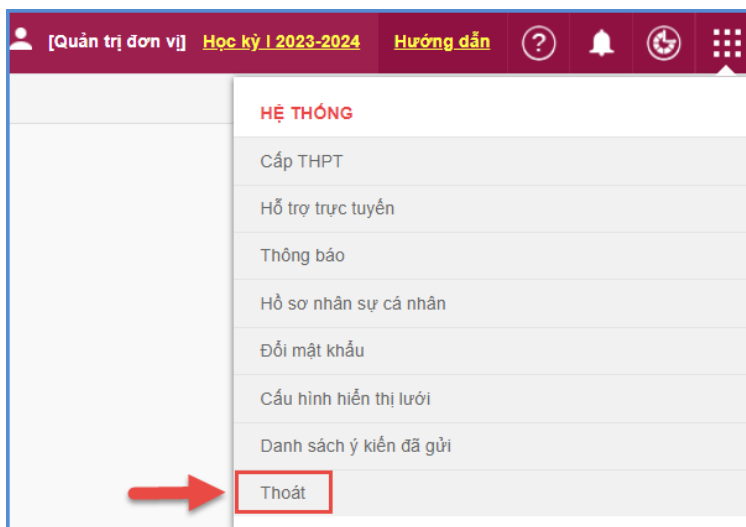 [Quản trị đơn vị] Học kỳ I 2023-2024 Hướng dẫn ?
HỆ THỐNG
Cấp THPT
Hỗ trợ trực tuyến
Thông báo
Hồ sơ nhân sự cá nhân
Đổi mật khẩu
Cấu hình hiển thị lưới
Danh sách ý kiến đã gửi
Thoát